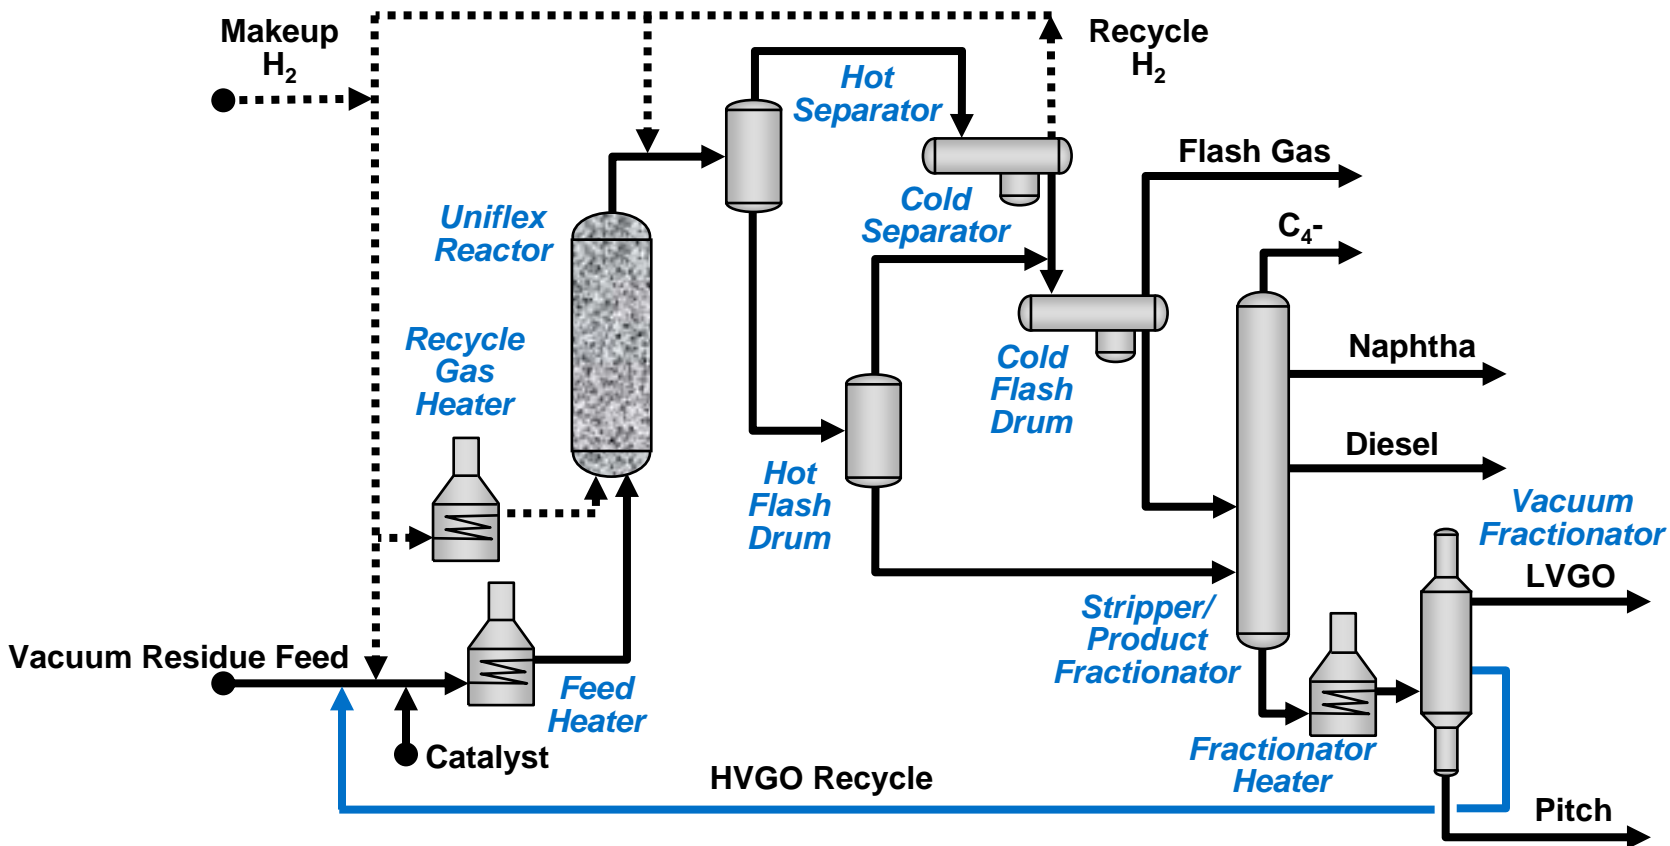 Makeup
H2
Recycle
H2
Hot
Separator
Flash Gas
C4-
Uniflex
Reactor
Cold
Separator
Recycle
Gas
Heater
Cold
Flash
Drum
Naphtha
Diesel
Hot
Flash
Drum
Vacuum
Fractionator
LVGO
Stripper/
Product
Fractionator
Vacuum Residue Feed
Feed
Heater
Catalyst
Fractionator
Heater
HVGO Recycle
Pitch